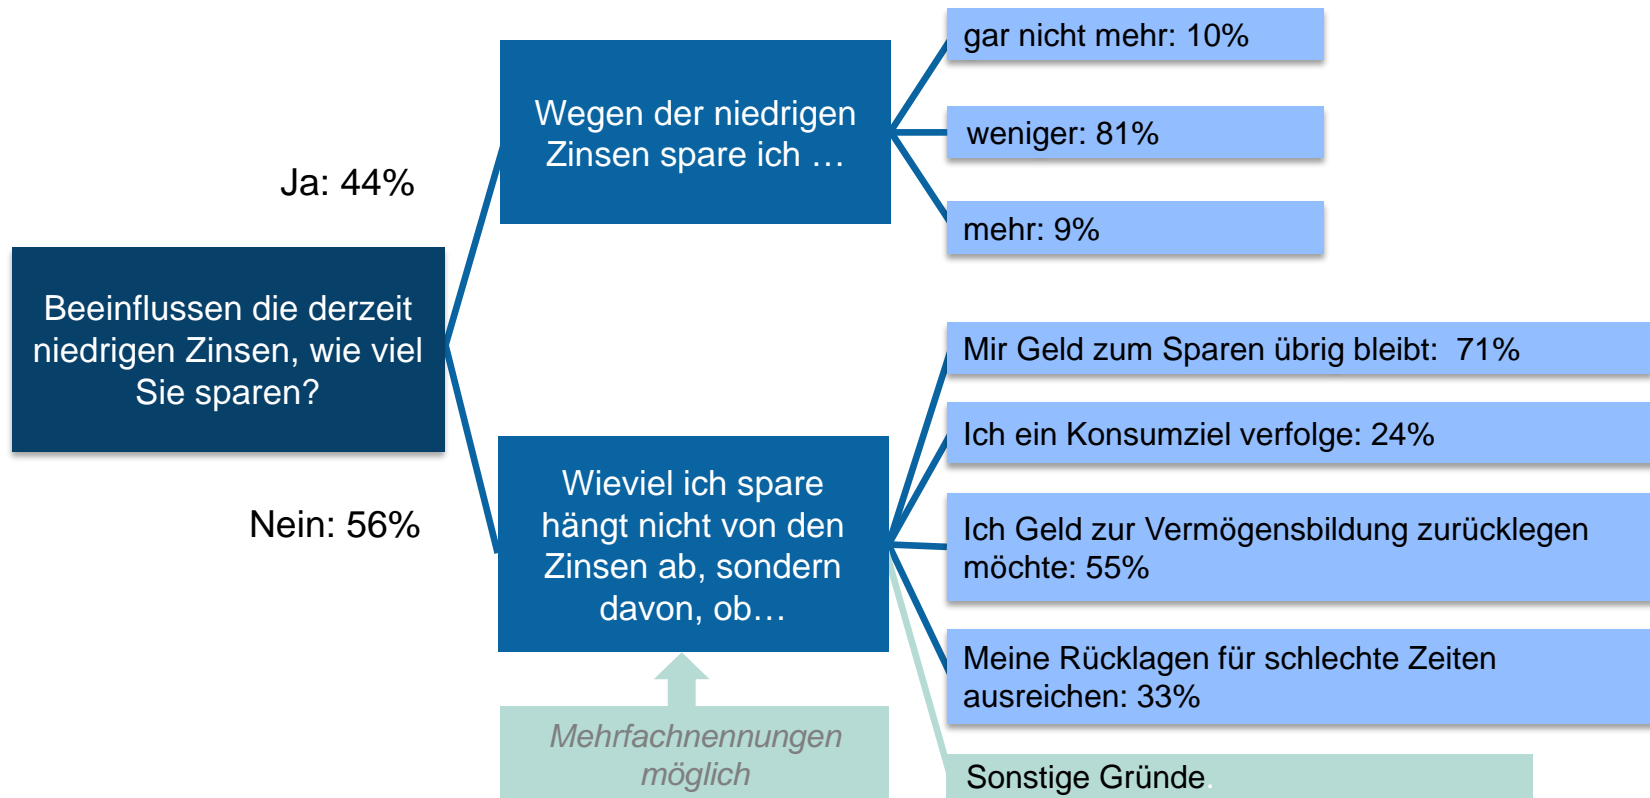 Beeinflussen die derzeit
niedrigen Zinsen, wie viel
Sie sparen?
Ja: 44%
Wegen der niedrigen
Zinsen spare ich …
gar nicht mehr: 10%
weniger: 81%
mehr: 9%
Nein: 56%
Wieviel ich spare
hängt nicht von den
Zinsen ab, sondern
davon, ob…
Mehrfachnennungen
möglich
Mir Geld zum Sparen übrig bleibt: 71%
Ich ein Konsumziel verfolge: 24%
Ich Geld zur Vermögensbildung zurücklegen
möchte: 55%
Meine Rücklagen für schlechte Zeiten
ausreichen: 33%
Sonstige Gründe.